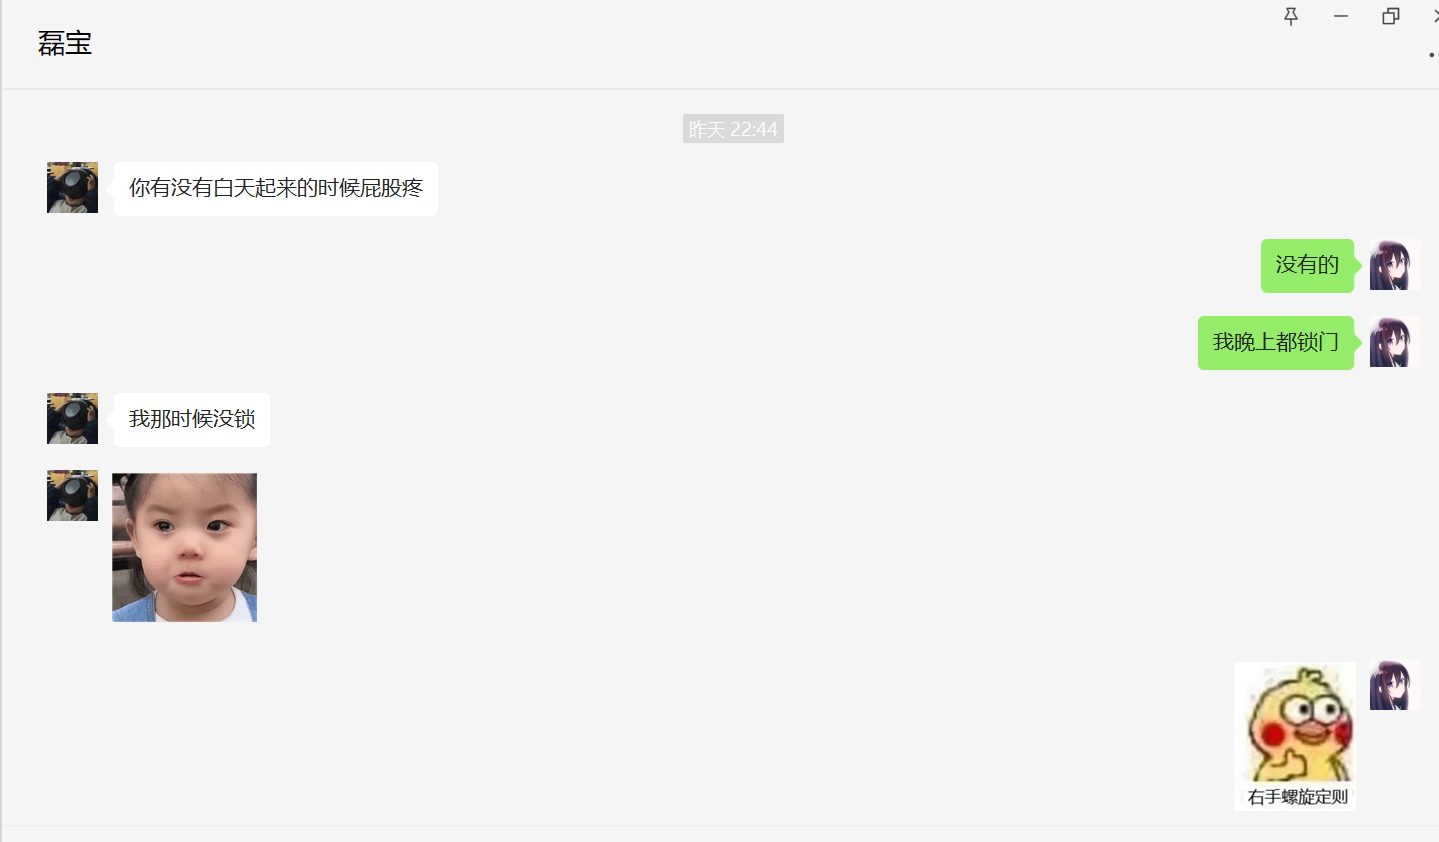 磊宝
昨天 22:44
你有没有白天起来的时候屁股疼
没有的
我晚上都锁门
我那时候没锁
右手螺旋定则